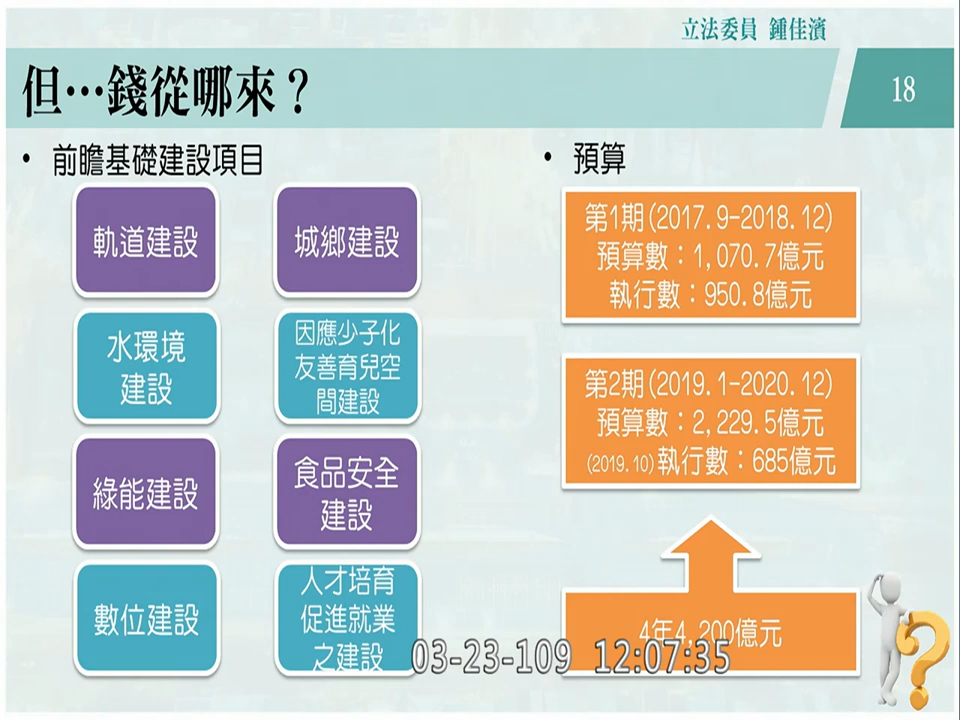 立法委員 鍾佳濱
但…錢從哪來？
18
• 前瞻基礎建設項目
軌道建設
城鄉建設
水環境
建設
因應少子化
友善育兒空
間建設
綠能建設
食品安全
建設
數位建設
人才培育
促進就業
之建設
• 預算
第1期(2017.9-2018.12)
預算數：1,070.7億元
執行數：950.8億元
第2期(2019.1-2020.12)
預算數：2,229.5億元
(2019.10)執行數：685億元
4年4,200億元
03-23-109 12:07:35